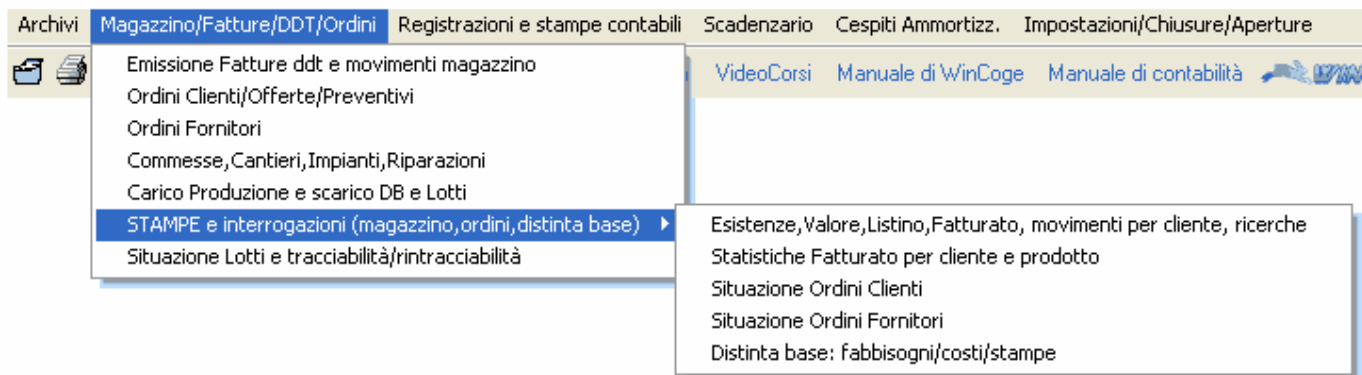 Archivi Magazzino/Fatture/DDT/Ordini Registrazioni e stampe contabili Scadenzario Cespiti Ammortizz. Impostazioni/Chiusure/Aperture
VideoCorsi Manuale di WinCoge Manuale di contabilità
Emissione Fatture ddt e movimenti magazzino
Ordini Clienti/Offerte/Preventivi
Ordini Fornitori
Commesse,Cantieri,Impianti,Riparazioni
Carico Produzione e scarico DB e Lotti
STAMPE e interrogazioni (magazzino,ordini,distinta base)
Situazione Lotti e tracciabilità/rintracciabilità
Esistenze,Valore,Listino,Fatturato, movimenti per cliente, ricerche
Statistiche Fatturato per cliente e prodotto
Situazione Ordini Clienti
Situazione Ordini Fornitori
Distinta base: fabbisogni/costi/stampe